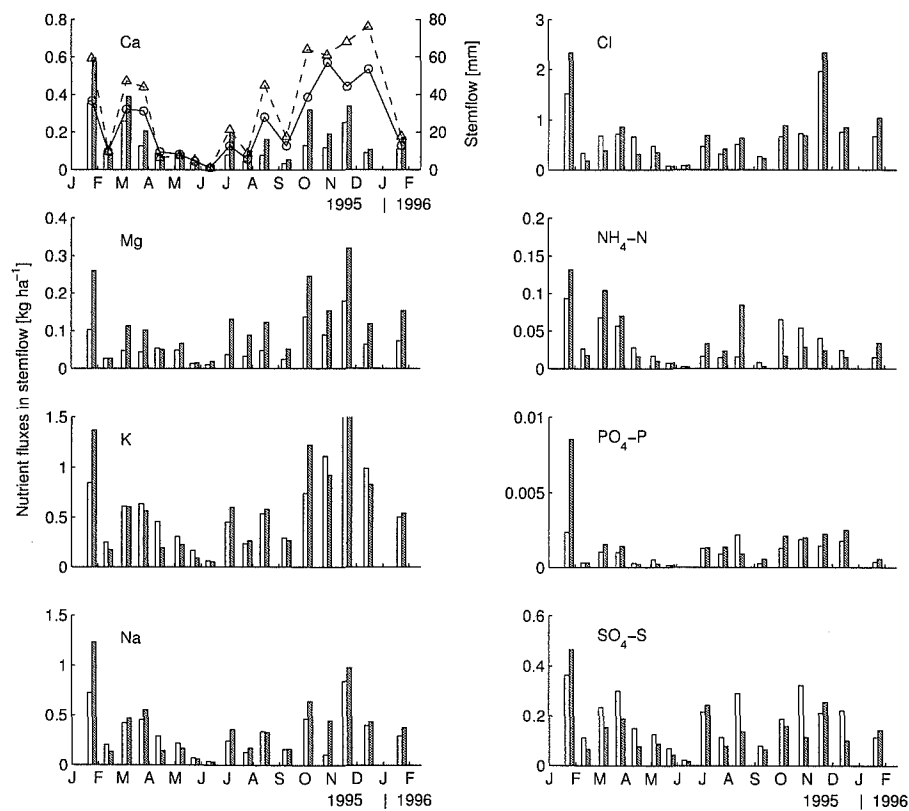 Nutrient fluxes in stemflow [kg ha⁻¹]
Ca
0.8
0.6
0.4
0.2
0
80
60
40
20
0
Stemflow [mm]
J F M A M J J A S O N D J F
1995 | 1996
Mg
0.4
0.3
0.2
0.1
0
K
1.5
1
0.5
0
Na
1.5
1
0.5
0
J F M A M J J A S O N D J F
1995 | 1996
Cl
3
2
1
0
NH₄–N
0.2
0.15
0.1
0.05
0
PO₄–P
0.01
0.005
0
SO₄–S
0.6
0.4
0.2
0
J F M A M J J A S O N D J F
1995 | 1996